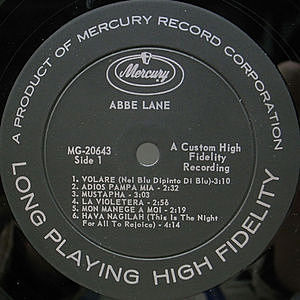 A PRODUCT OF MERCURY RECORD CORPORATION
Mercury
ABBE LANE
MG-20643
Side 1
A Custom High
Fidelity
Recording
1. VOLARE (Nel Blu Dipinto Di Blu)-3:10
2. ADIOS PAMPA MIA - 2:32
3. MUSTAPHA - 3:03
4. LA VIOLETERA - 2:56
5. MON MANEGE A MOI - 2:19
6. HAVA NAGILAH (This Is The Night
For All To Rejoice) - 4:14
LONG PLAYING HIGH FIDELITY